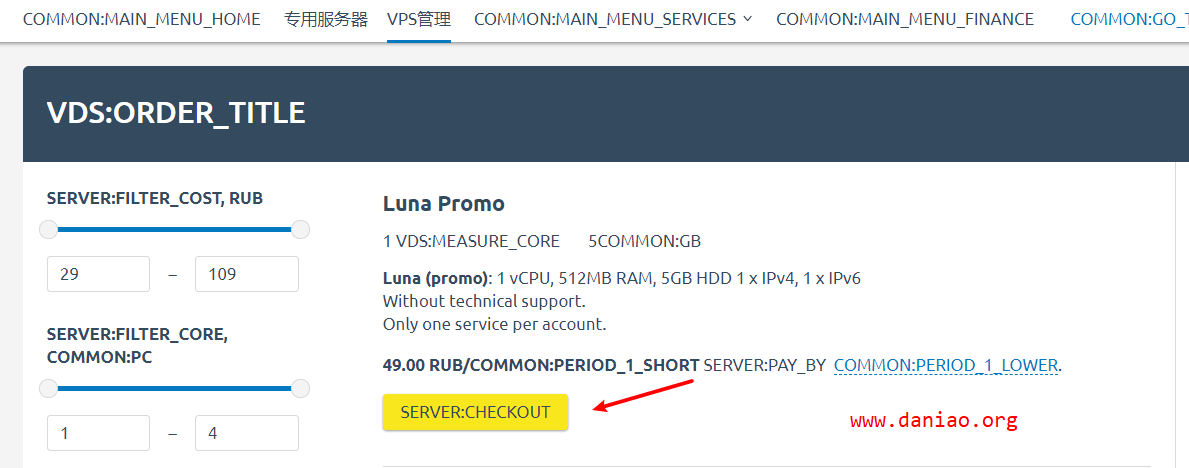 COMMON:MAIN_MENU_HOME 专用服务器 VPS管理 COMMON:MAIN_MENU_SERVICES COMMON:MAIN_MENU_FINANCE COMMON:GO_T
VDS:ORDER_TITLE
SERVER:FILTER_COST, RUB
29 – 109
SERVER:FILTER_CORE,
COMMON:PC
1 – 4
Luna Promo
1 VDS:MEASURE_CORE 5COMMON:GB
Luna (promo): 1 vCPU, 512MB RAM, 5GB HDD 1 x IPv4, 1 x IPv6
Without technical support.
Only one service per account.
49.00 RUB/COMMON:PERIOD_1_SHORT SERVER:PAY_BY COMMON:PERIOD_1_LOWER.
SERVER:CHECKOUT
www.daniao.org